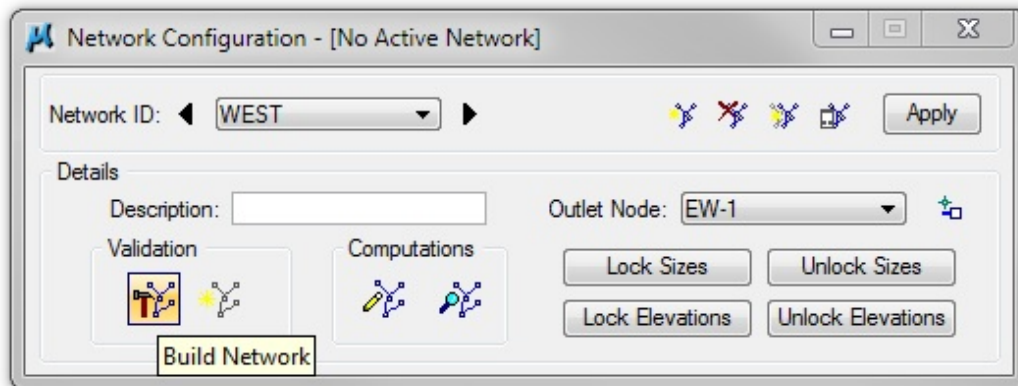 Network Configuration - [No Active Network]
Network ID: WEST Apply
Details
Description: Outlet Node: EW-1
Validation Computations
Lock Sizes Unlock Sizes
Lock Elevations Unlock Elevations
Build Network